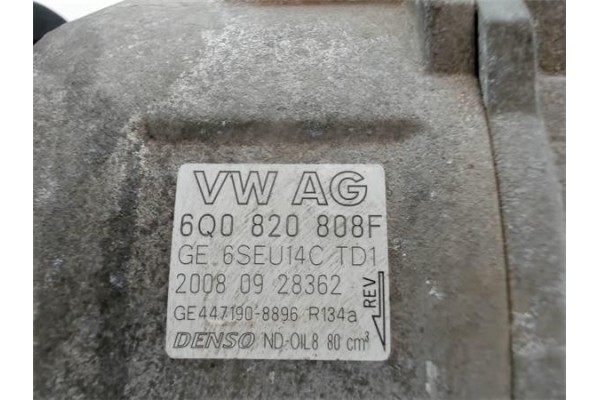 VW AG
6Q0 820 808F
GE 6SEU14C TD1
2008 09 28362
GE447190-8896 R134a
REV
DENSO ND-OIL8 80 cm³